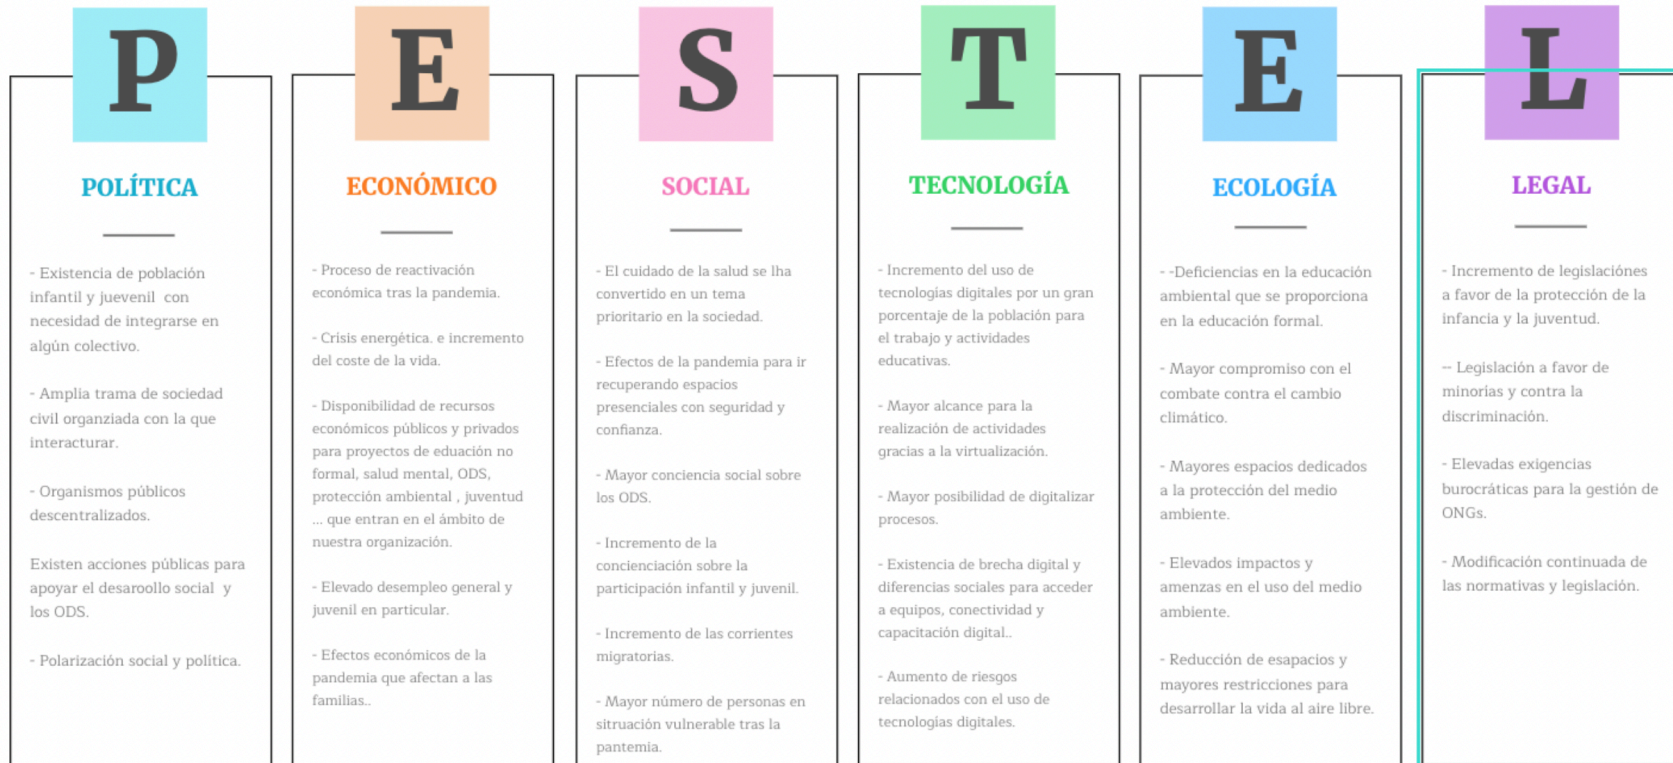 P
POLÍTICA
- Existencia de población
infantil y juevenil con
necesidad de integrarse en
algún colectivo.
- Amplia trama de sociedad
civil organziada con la que
interacturar.
- Organismos públicos
descentralizados.
Existen acciones públicas para
apoyar el desaroollo social y
los ODS.
- Polarización social y política.
E
ECONÓMICO
- Proceso de reactivación
económica tras la pandemia.
- Crisis energética. e incremento
del coste de la vida.
- Disponibilidad de recursos
económicos públicos y privados
para proyectos de eduación no
formal, salud mental, ODS,
protección ambiental , juventud
... que entran en el ámbito de
nuestra organización.
- Elevado desempleo general y
juvenil en particular.
- Efectos económicos de la
pandemia que afectan a las
familias..
S
SOCIAL
- El cuidado de la salud se lha
convertido en un tema
prioritario en la sociedad.
- Efectos de la pandemia para ir
recuperando espacios
presenciales con seguridad y
confianza.
- Mayor conciencia social sobre
los ODS.
- Incremento de la
concienciación sobre la
participación infantil y juvenil.
- Incremento de las corrientes
migratorias.
- Mayor número de personas en
sitruación vulnerable tras la
pantemia.
T
TECNOLOGÍA
- Incremento del uso de
tecnologías digitales por un gran
porcentaje de la población para
el trabajo y actividades
educativas.
- Mayor alcance para la
realización de actividades
gracias a la virtualización.
- Mayor posibilidad de digitalizar
procesos.
- Existencia de brecha digital y
diferencias sociales para acceder
a equipos, conectividad y
capacitación digital..
- Aumento de riesgos
relacionados con el uso de
tecnologías digitales.
E
ECOLOGÍA
- -Deficiencias en la educación
ambiental que se proporciona
en la educación formal.
- Mayor compromiso con el
combate contra el cambio
climático.
- Mayores espacios dedicados
a la protección del medio
ambiente.
- Elevados impactos y
amenzas en el uso del medio
ambiente.
- Reducción de esapacios y
mayores restricciones para
desarrollar la vida al aire libre.
L
LEGAL
- Incremento de legislaciónes
a favor de la protección de la
infancia y la juventud.
-- Legislación a favor de
minorías y contra la
discriminación.
- Elevadas exigencias
burocráticas para la gestión de
ONGs.
- Modificación continuada de
las normativas y legislación.